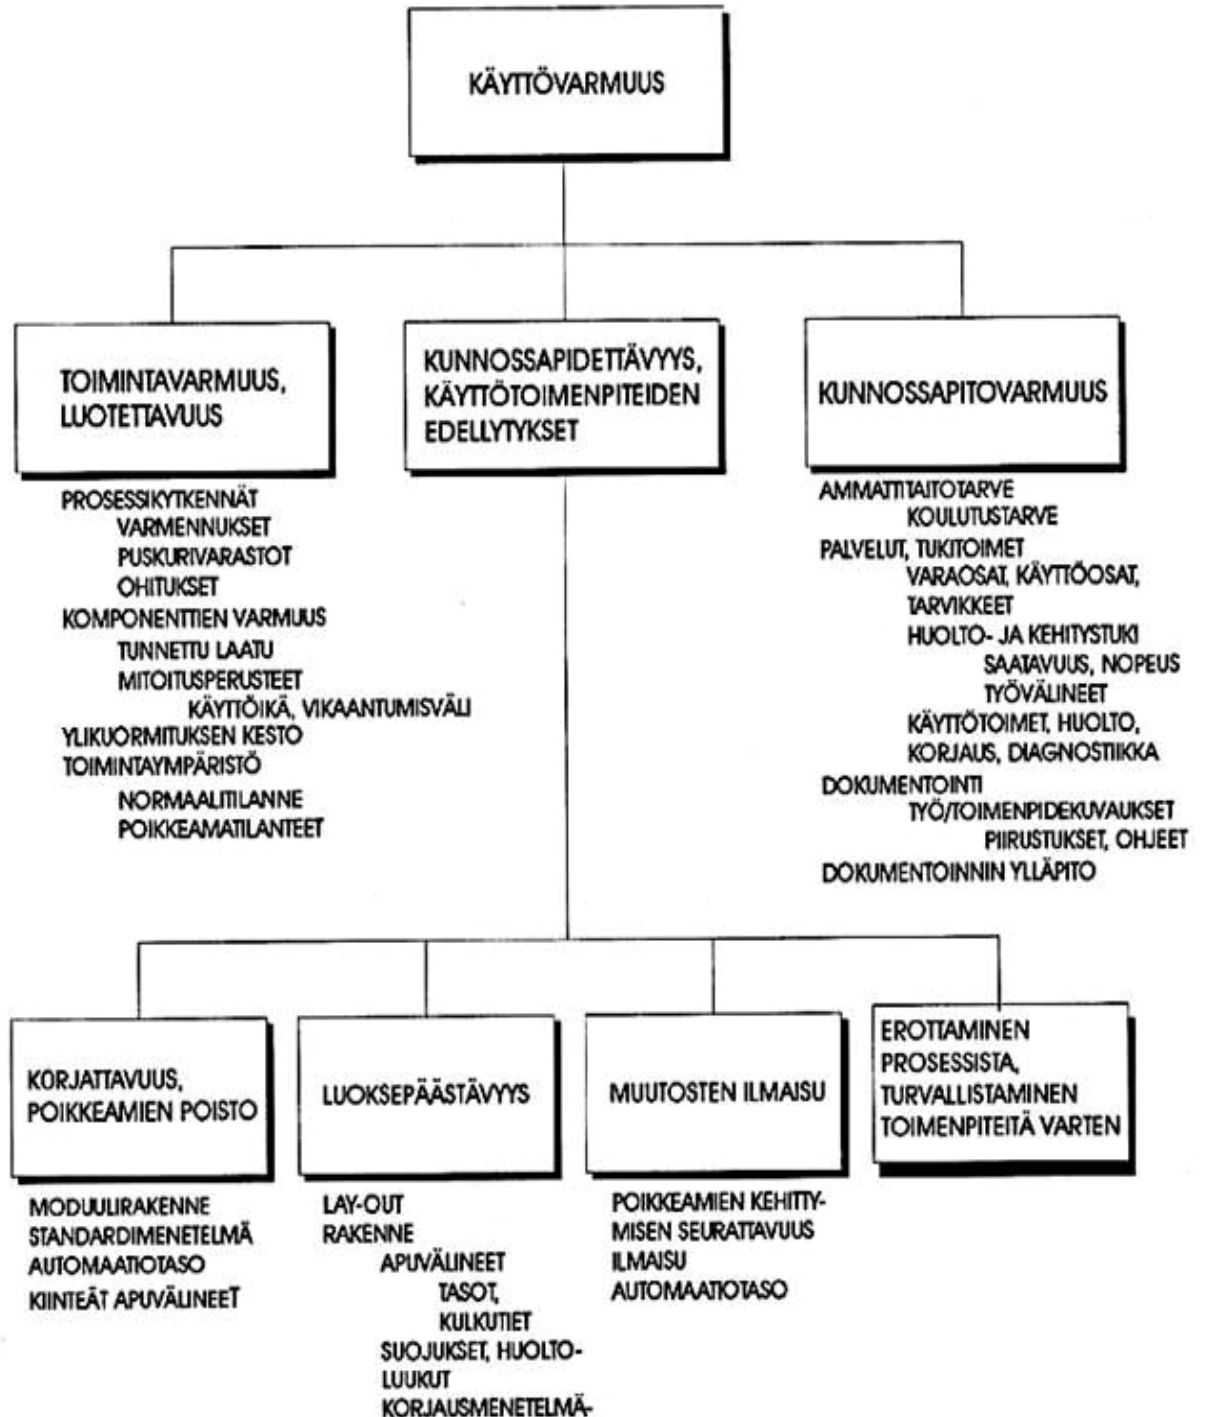 KÄYTTÖVARMUUS
TOIMINTAVARMUUS,
LUOTETTAVUUS
PROSESSIKYTKENNÄT
VARMENNUKSET
PUSKURIVARASTOT
OHITUKSET
KOMPONENTTIEN VARMUUS
TUNNETTU LAATU
MITOITUSPERUSTEET
KÄYTTÖIKÄ, VIKAANTUMISVÄLI
YLIKUORMITUKSEN KESTO
TOIMINTAYMPÄRISTÖ
NORMAALITILANNE
POIKKEAMATILANTEET
KUNNOSSAPIDETTÄVYYS,
KÄYTTÖTOIMENPITEIDEN
EDELLYTYKSET
KUNNOSSAPITOVARMUUS
AMMATTITAITOTARVE
KOULUTUSTARVE
PALVELUT, TUKITOIMET
VARAOSAT, KÄYTTÖOSAT,
TARVIKKEET
HUOLTO- JA KEHITYSTUKI
SAATAVUUS, NOPEUS
TYÖVÄLINEET
KÄYTTÖTOIMET, HUOLTO,
KORJAUS, DIAGNOSTIIKKA
DOKUMENTOINTI
TYÖ/TOIMENPIDEKUVAUKSET
PIIRUSTUKSET, OHJEET
DOKUMENTOINNIN YLLÄPITO
KORJATTAVUUS,
POIKKEAMIEN POISTO
MODUULIRAKENNE
STANDARDIMENETELMÄ
AUTOMAATIOTASO
KIINTEÄT APUVÄLINEET
LUOKSEPÄÄSTÄVYYS
LAY-OUT
RAKENNE
APUVÄLINEET
TASOT,
KULKUTIET
SUOJUKSET, HUOLTO-
LUUKUT
KORJAUSMENETELMÄ-
MUUTOSTEN ILMAISU
POIKKEAMIEN KEHITTY-
MISEN SEURATTAVUUS
ILMAISU
AUTOMAATIOTASO
EROTTAMINEN
PROSESSISTA,
TURVALLISTAMINEN
TOIMENPITEITÄ VARTEN